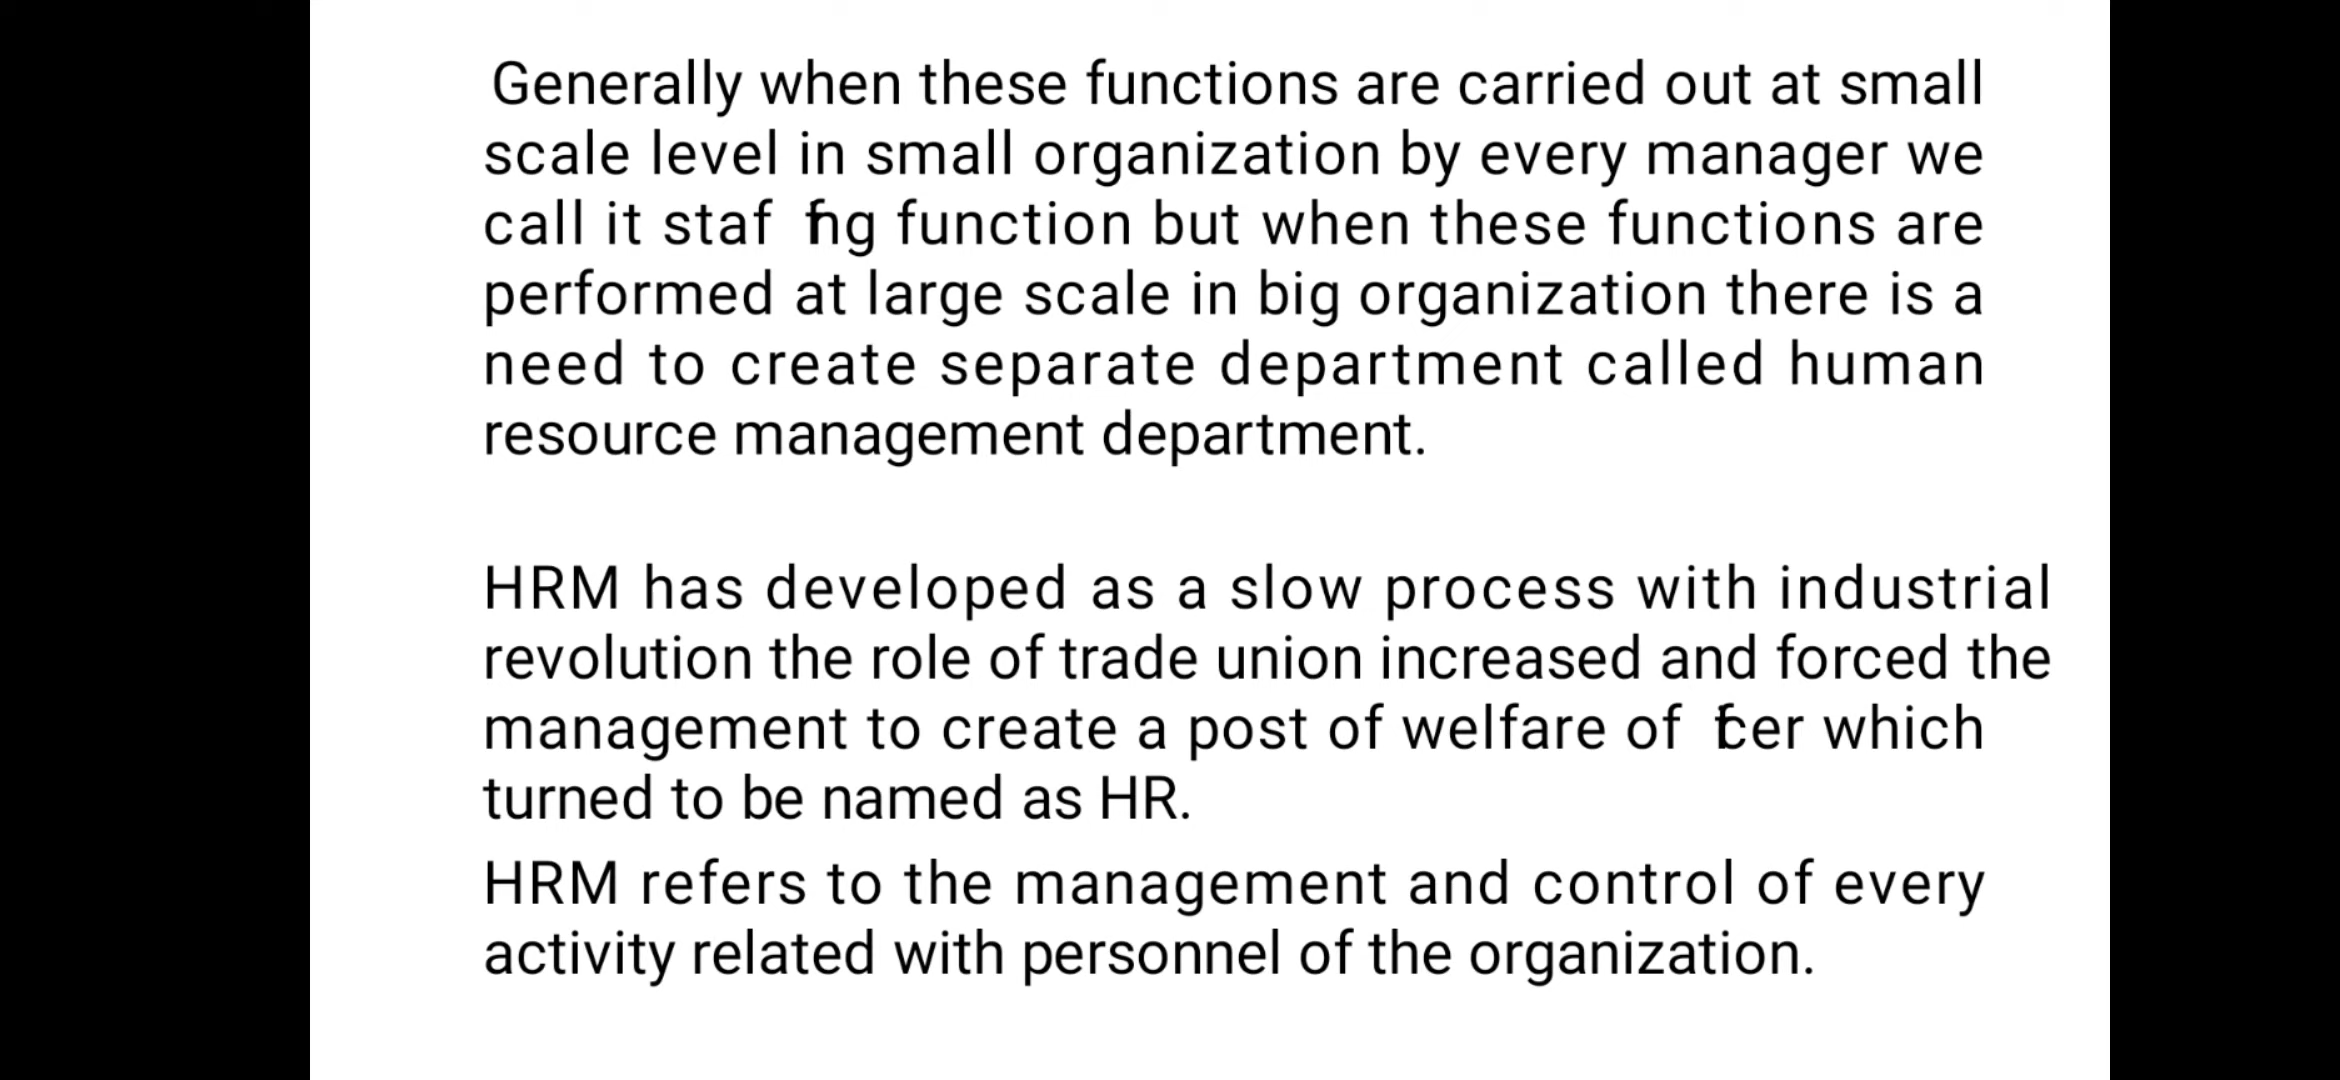 Generally when these functions are carried out at small
scale level in small organization by every manager we
call it staf fing function but when these functions are
performed at large scale in big organization there is a
need to create separate department called human
resource management department.
HRM has developed as a slow process with industrial
revolution the role of trade union increased and forced the
management to create a post of welfare of ficer which
turned to be named as HR.
HRM refers to the management and control of every
activity related with personnel of the organization.